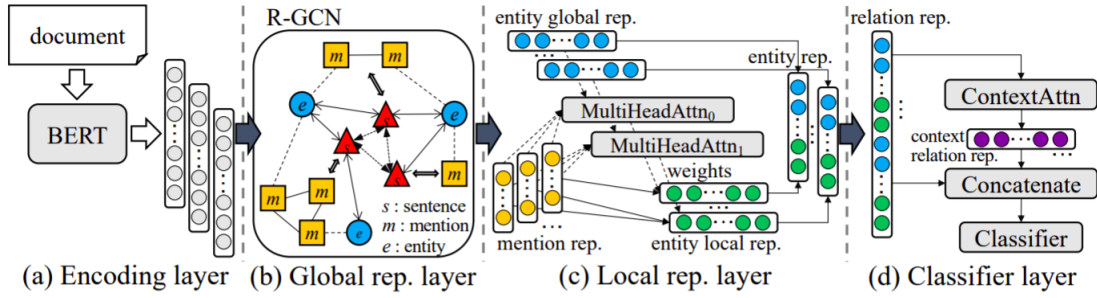 document
BERT
(a) Encoding layer
R-GCN
m
m
e
s
e
s
s
m
m
m
m
m
e
s : sentence
m : mention
e : entity
(b) Global rep. layer
entity global rep.
entity rep.
MultiHeadAttn0
MultiHeadAttn1
weights
mention rep.
entity local rep.
(c) Local rep. layer
relation rep.
ContextAttn
context
relation rep.
Concatenate
Classifier
(d) Classifier layer